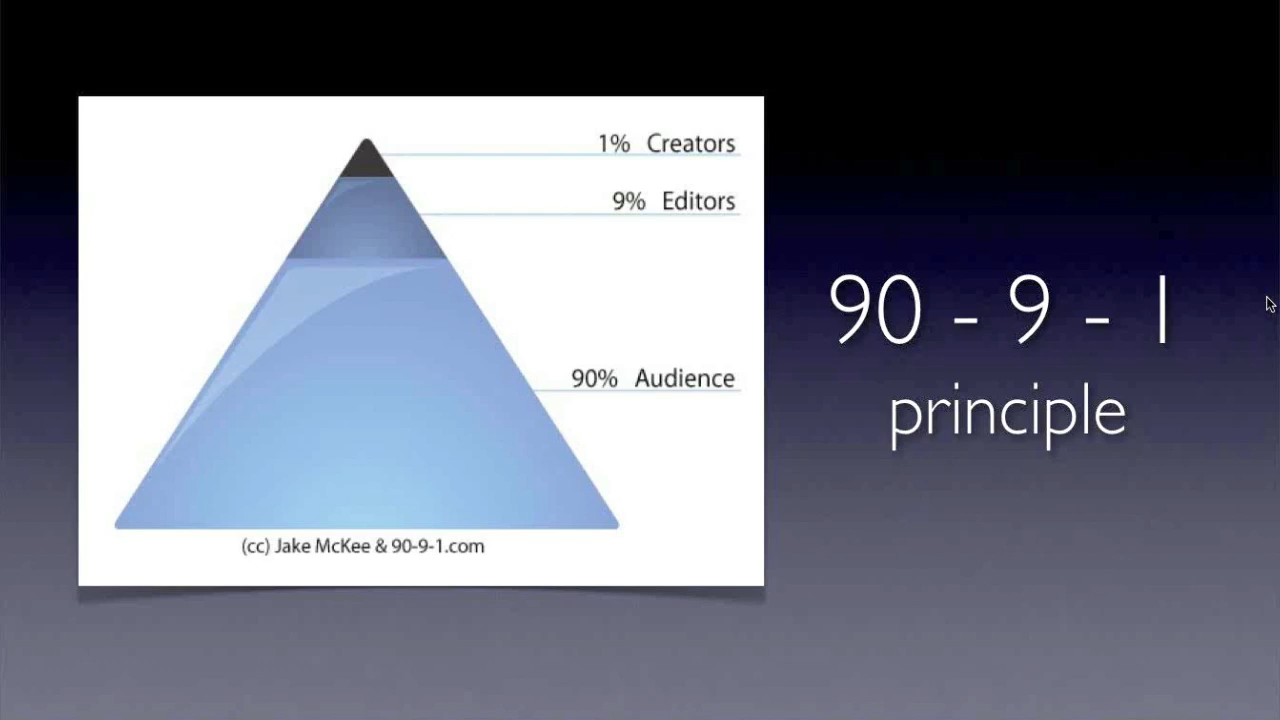 1% Creators
9% Editors
90% Audience
(cc) Jake McKee & 90-9-1.com
90 - 9 - 1
principle